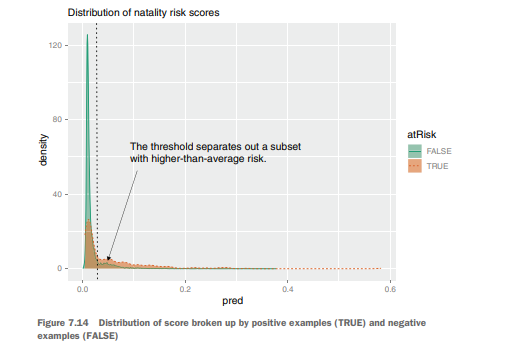 Distribution of natality risk scores
120
80
40
0
density
The threshold separates out a subset
with higher-than-average risk.
atRisk
FALSE
TRUE
0.0 0.2 0.4 0.6
pred
Figure 7.14 Distribution of score broken up by positive examples (TRUE) and negative
examples (FALSE)